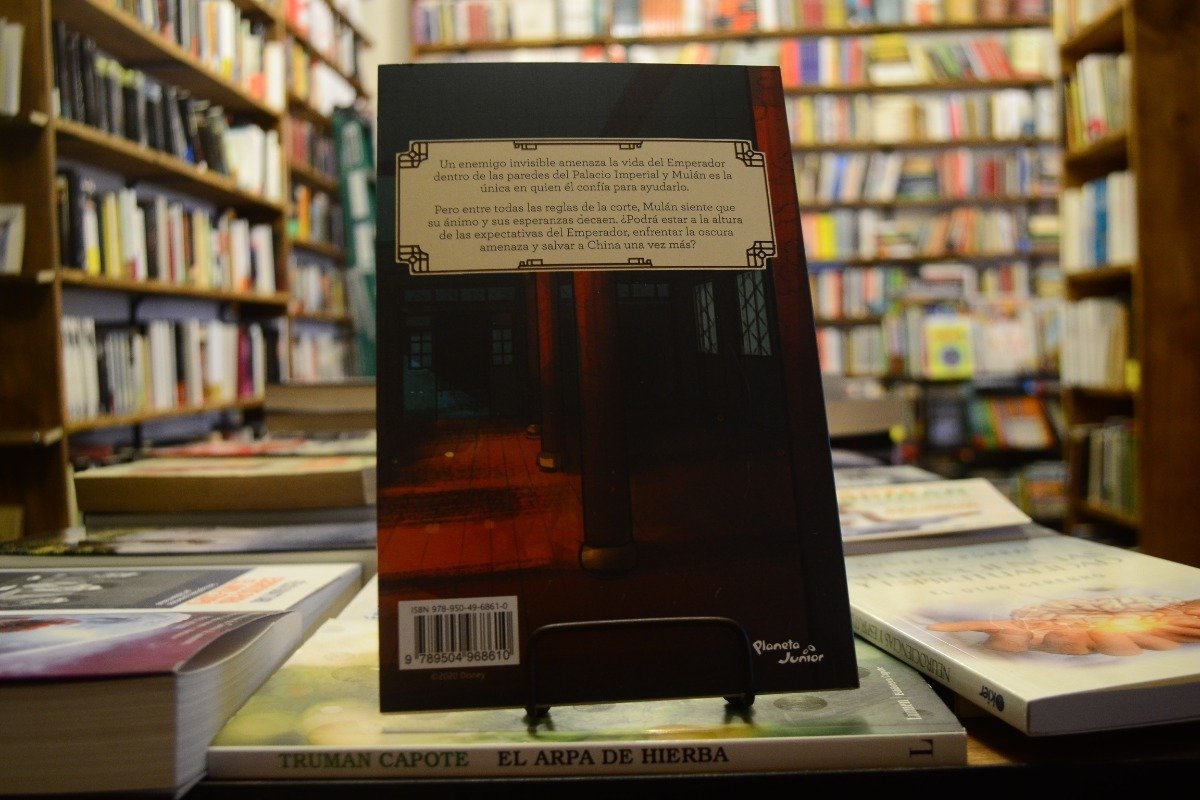 Un enemigo invisible amenaza la vida del Emperador
dentro de las paredes del Palacio Imperial y Mulán es la
única en quien él confía para ayudarlo.
Pero entre todas las reglas de la corte, Mulán siente que
su ánimo y sus esperanzas decaen. ¿Podrá estar a la altura
de las expectativas del Emperador, enfrentar la oscura
amenaza y salvar a China una vez más?
ISBN 978-950-49-6861-0
9 789504 968610
©2020 Disney
Planeta
Junior
NEUROCIENCIAS Y ESPIRIT
kier
TRUMAN CAPOTE EL ARPA DE HIERBA L